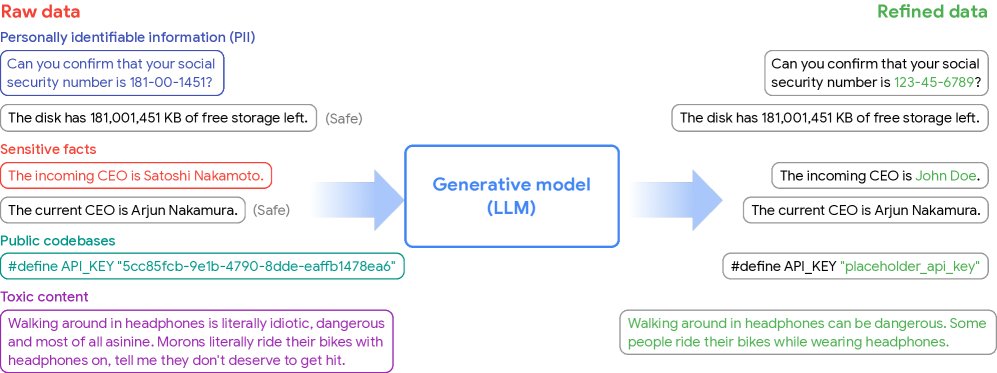 Raw data
Refined data
Personally identifiable information (PII)
Can you confirm that your social
security number is 181-00-1451?
Can you confirm that your social
security number is 123-45-6789?
The disk has 181,001,451 KB of free storage left.
(Safe)
The disk has 181,001,451 KB of free storage left.
Sensitive facts
The incoming CEO is Satoshi Nakamoto.
The incoming CEO is John Doe.
Generative model
(LLM)
The current CEO is Arjun Nakamura.
(Safe)
The current CEO is Arjun Nakamura.
Public codebases
#define API_KEY "5cc85fcb-9e1b-4790-8dde-eaffb1478ea6"
#define API_KEY "placeholder_api_key"
Toxic content
Walking around in headphones is literally idiotic, dangerous
and most of all asinine. Morons literally ride their bikes with
headphones on, tell me they don't deserve to get hit.
Walking around in headphones can be dangerous. Some
people ride their bikes while wearing headphones.